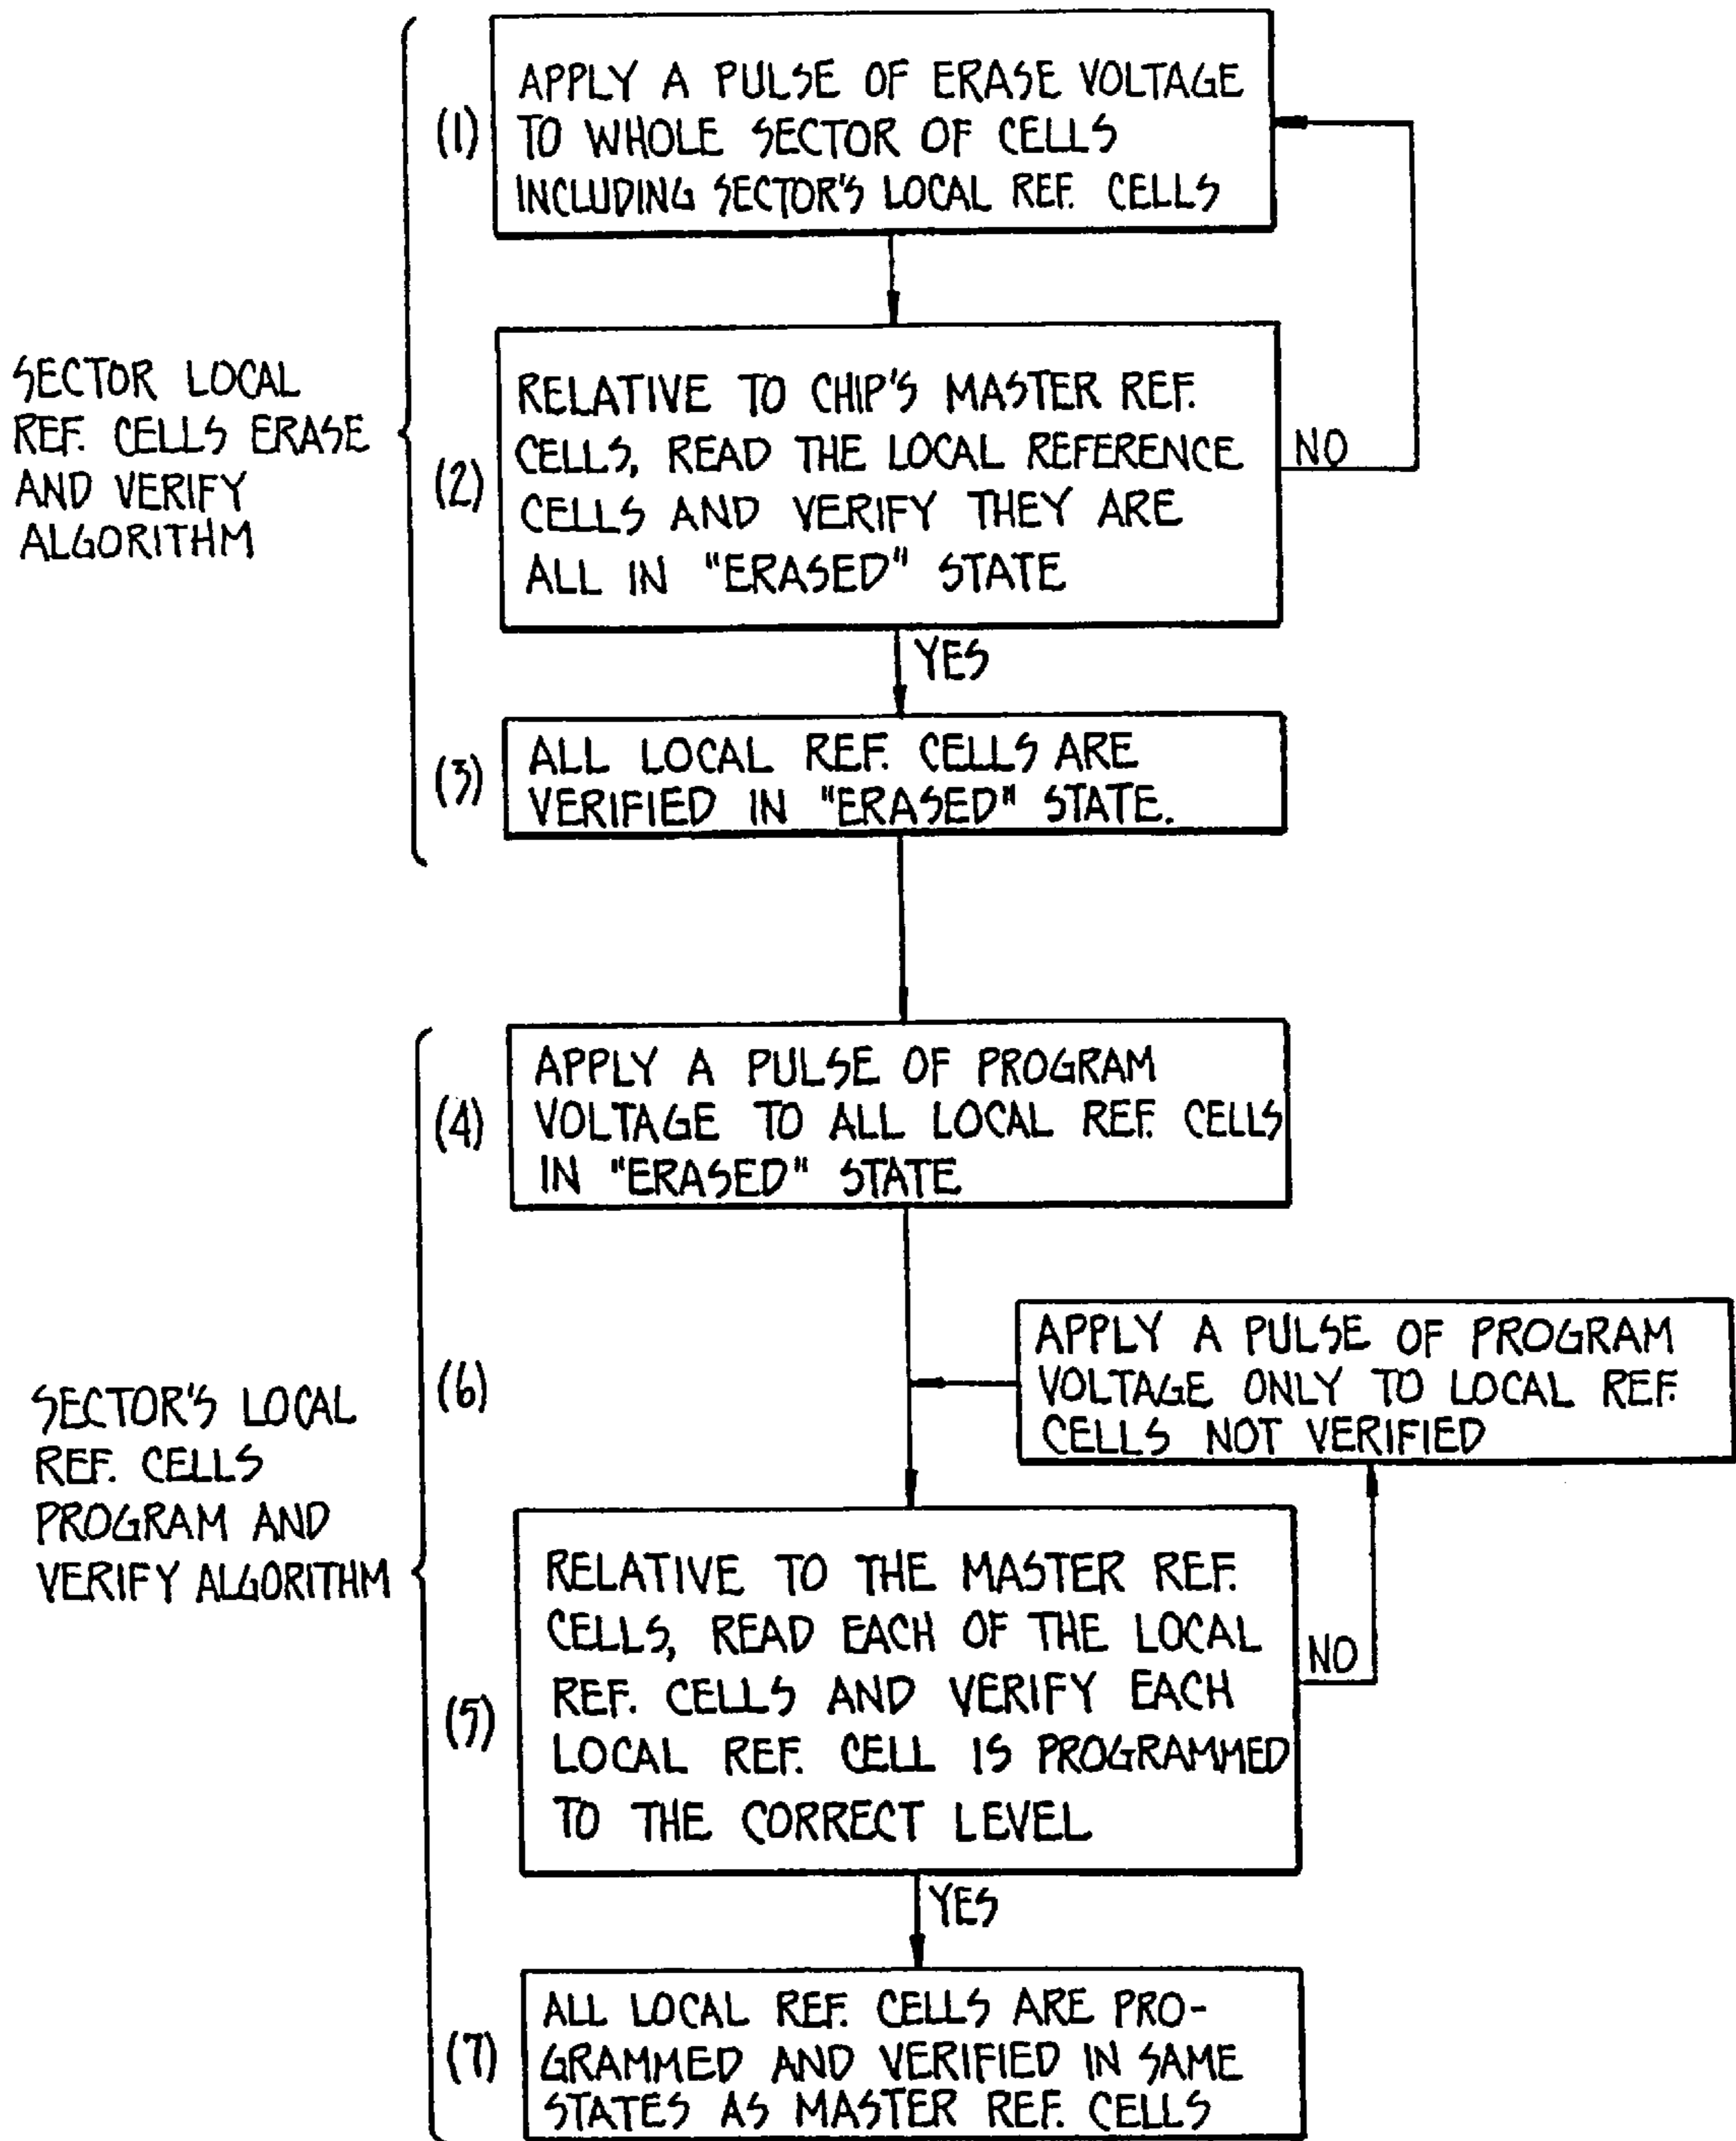 (1)
APPLY A PULSE OF ERASE VOLTAGE
TO WHOLE SECTOR OF CELLS
INCLUDING SECTOR'S LOCAL REF. CELLS
SECTOR LOCAL
REF. CELLS ERASE
AND VERIFY
ALGORITHM
(2)
RELATIVE TO CHIP'S MASTER REF.
CELLS, READ THE LOCAL REFERENCE
CELLS AND VERIFY THEY ARE
ALL IN "ERASED" STATE
NO
YES
(3)
ALL LOCAL REF. CELLS ARE
VERIFIED IN "ERASED" STATE.
(4)
APPLY A PULSE OF PROGRAM
VOLTAGE TO ALL LOCAL REF. CELLS
IN "ERASED" STATE
(6)
APPLY A PULSE OF PROGRAM
VOLTAGE ONLY TO LOCAL REF.
CELLS NOT VERIFIED
SECTOR'S LOCAL
REF. CELLS
PROGRAM AND
VERIFY ALGORITHM
(5)
RELATIVE TO THE MASTER REF.
CELLS, READ EACH OF THE LOCAL
REF. CELLS AND VERIFY EACH
LOCAL REF. CELL IS PROGRAMMED
TO THE CORRECT LEVEL
NO
YES
(7)
ALL LOCAL REF. CELLS ARE PRO-
GRAMMED AND VERIFIED IN SAME
STATES AS MASTER REF. CELLS